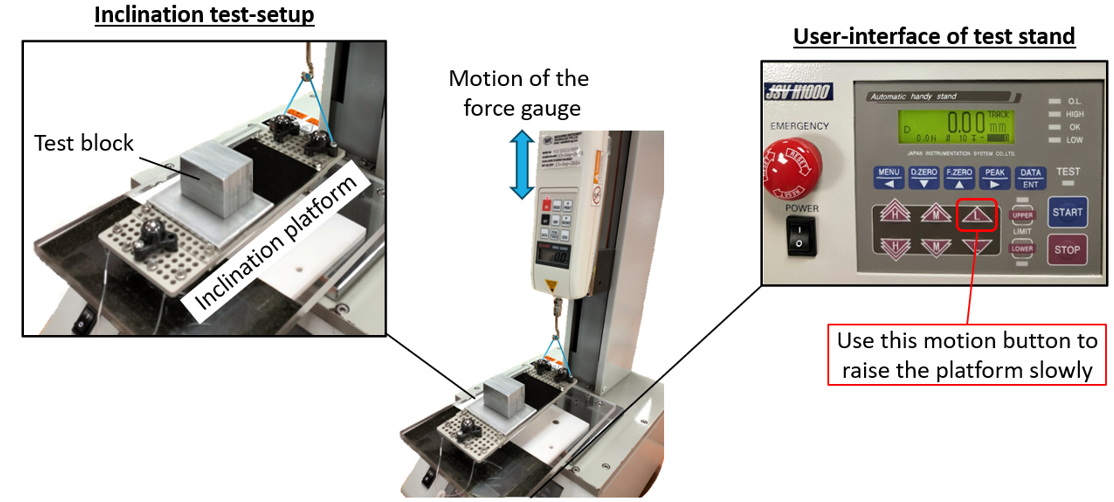 Inclination test-setup
Test block
Inclination platform
Motion of the
force gauge
User-interface of test stand
JSV H1000
Automatic handy stand
EMERGENCY
RESET
POWER
D 0.00 mm
TRACK
JAPAN INSTRUMENTATION SYSTEM CO.,LTD.
O.L.
HIGH
OK
LOW
MENU
D.ZERO
F.ZERO
PEAK
DATA
ENT
TEST
H
M
L
UPPER
LIMIT
LOWER
START
H
M
L
STOP
Use this motion button to
raise the platform slowly